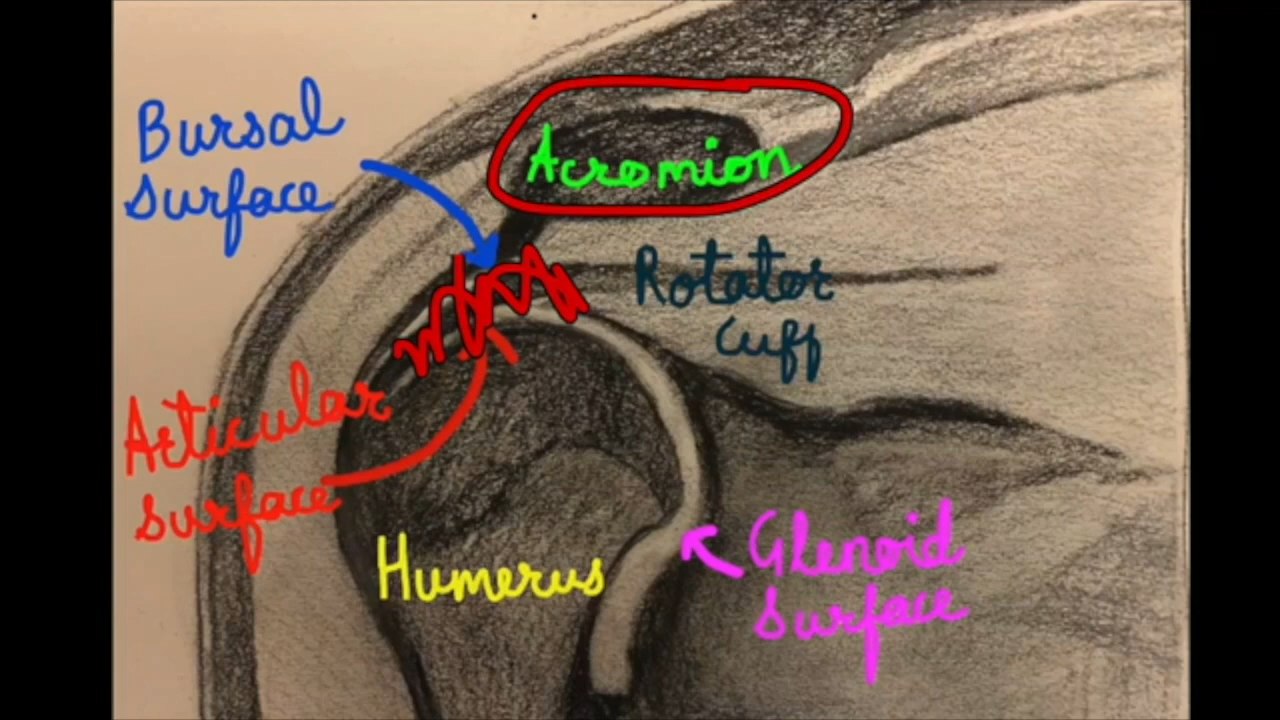 Bursal
Surface
Acromion
Rotator
Cuff
Articular
Surface
Humerus
Glenoid
Surface